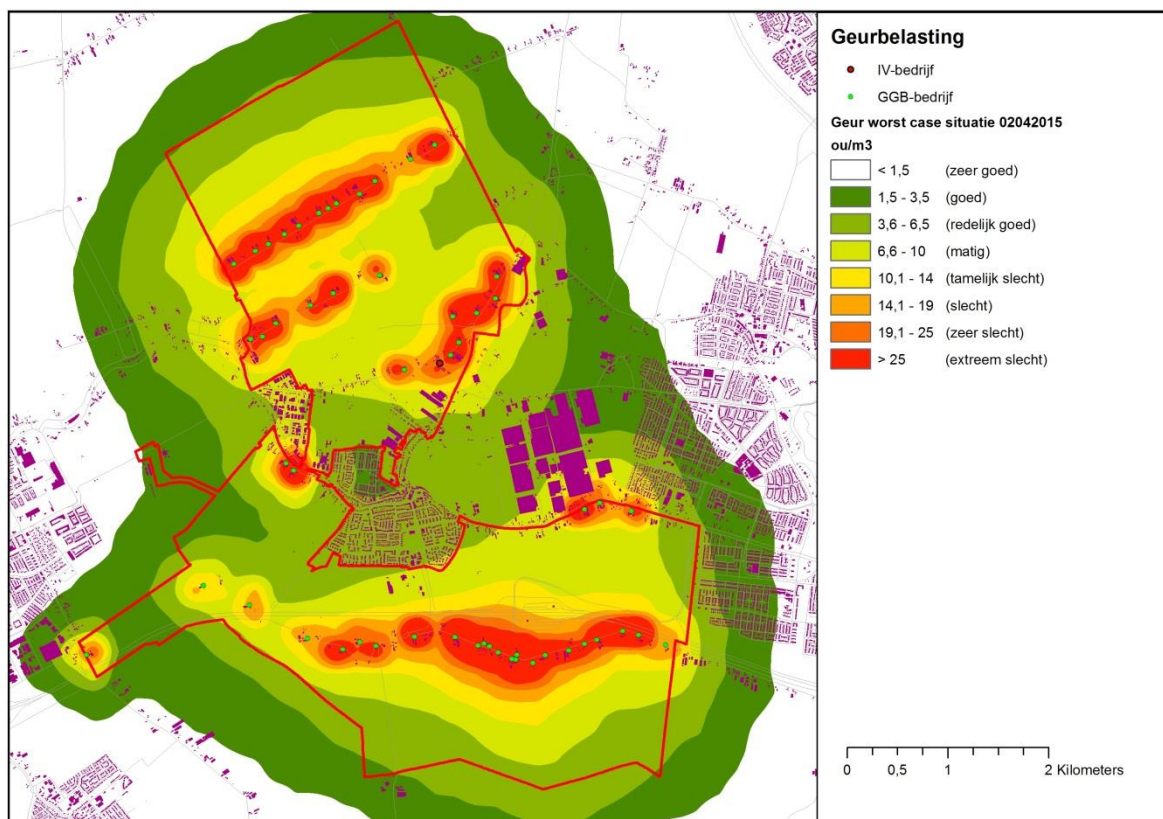 Geurbelasting
IV-bedrijf
GGB-bedrijf
Geur worst case situatie 02042015
ou/m3
< 1,5 (zeer goed)
1,5 - 3,5 (goed)
3,6 - 6,5 (redelijk goed)
6,6 - 10 (matig)
10,1 - 14 (tamelijk slecht)
14,1 - 19 (slecht)
19,1 - 25 (zeer slecht)
> 25 (extreem slecht)
0 0,5 1 2 Kilometers